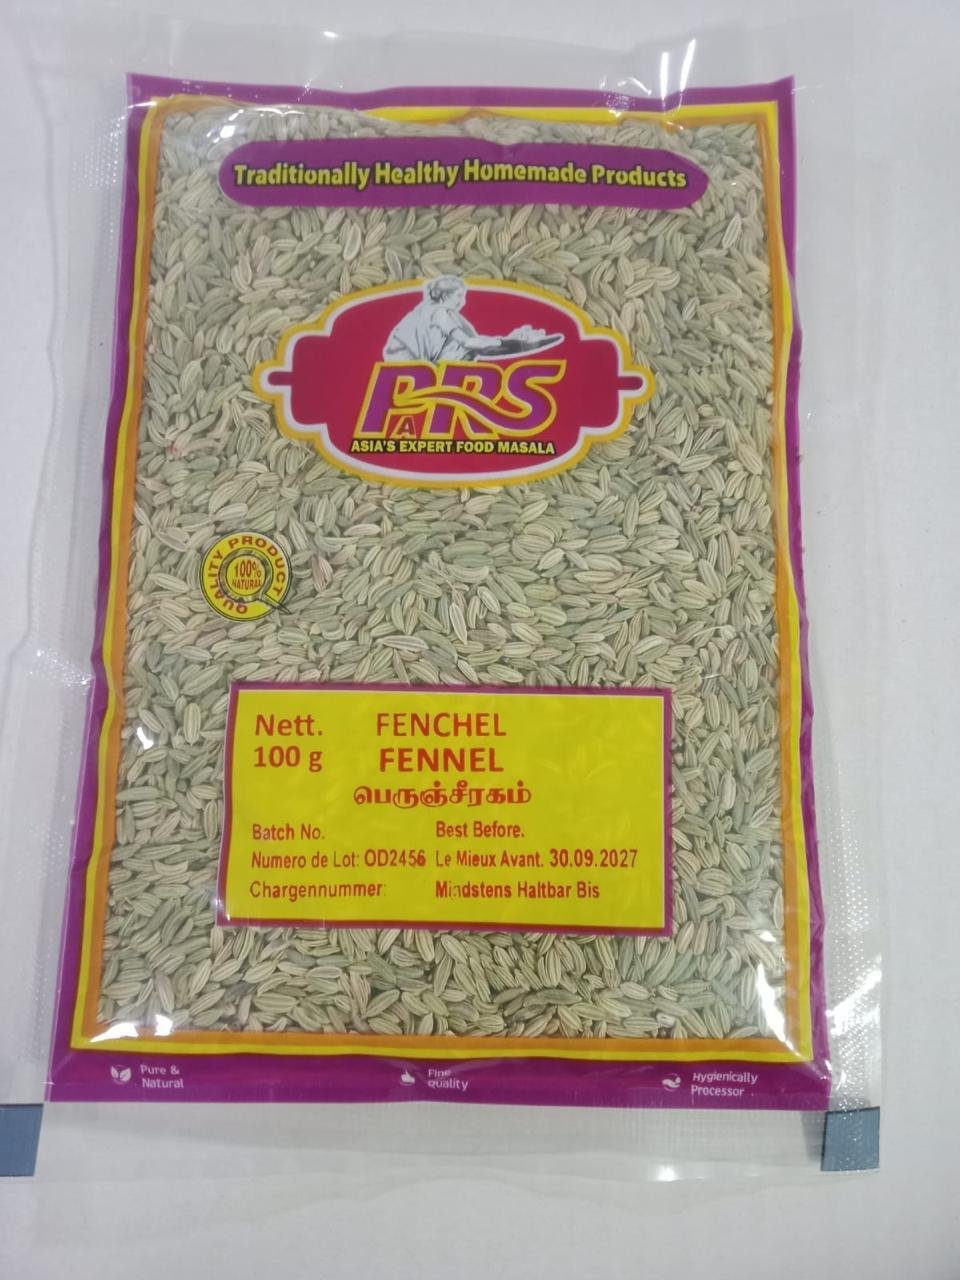 Traditionally Healthy Homemade Products
PARS
ASIA'S EXPERT FOOD MASALA
QUALITY PRODUCT
100%
NATURAL
Nett. FENCHEL
100 g FENNEL
பெருஞ்சீரகம்
Batch No. Best Before.
Numero de Lot: OD2456 Le Mieux Avant. 30.09.2027
Chargennummer: Mindstens Haltbar Bis
Pure & Natural
Fine Quality
Hygienically Processor